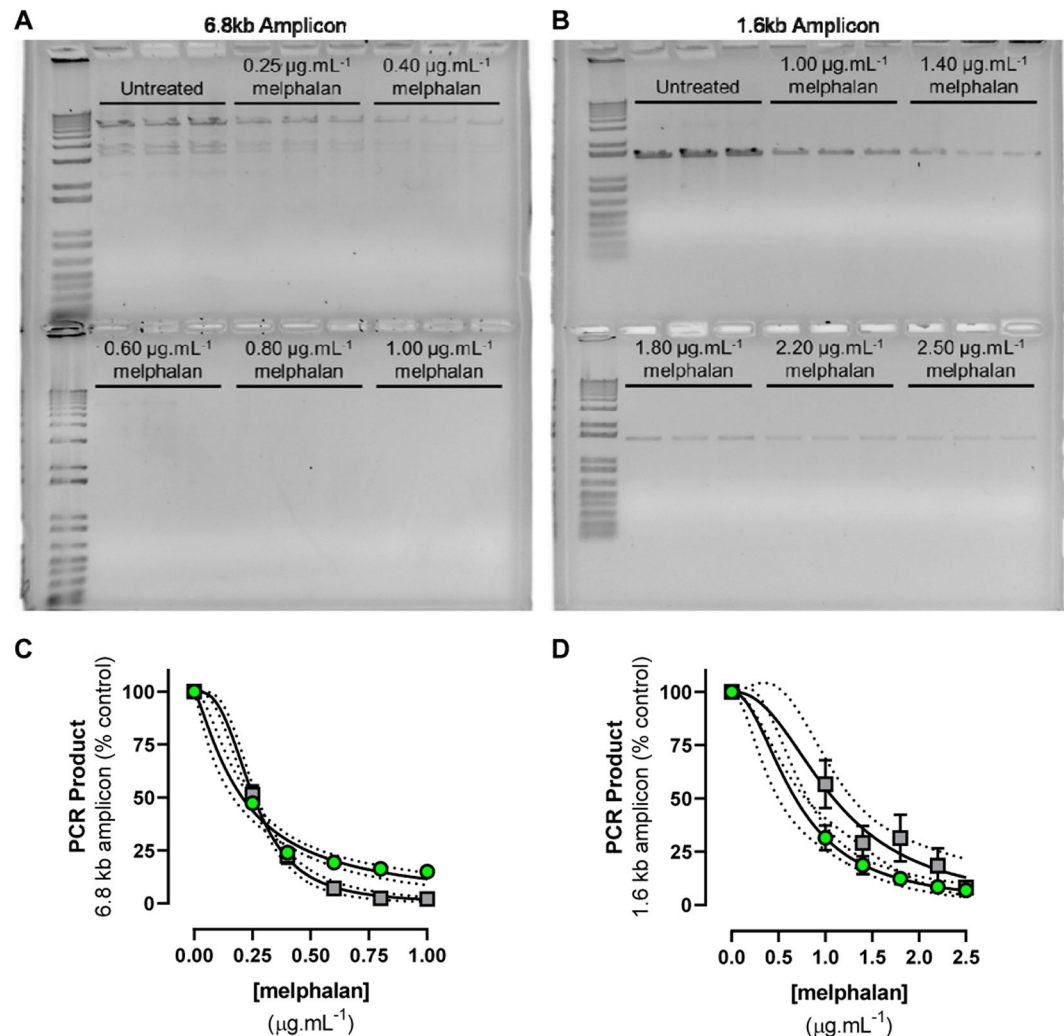 A
6.8kb Amplicon
Untreated
0.25 µg.mL⁻¹
melphalan
0.40 µg.mL⁻¹
melphalan
0.60 µg.mL⁻¹
melphalan
0.80 µg.mL⁻¹
melphalan
1.00 µg.mL⁻¹
melphalan
B
1.6kb Amplicon
Untreated
1.00 µg.mL⁻¹
melphalan
1.40 µg.mL⁻¹
melphalan
1.80 µg.mL⁻¹
melphalan
2.20 µg.mL⁻¹
melphalan
2.50 µg.mL⁻¹
melphalan
C
PCR Product
6.8 kb amplicon (% control)
100
75
50
25
0
0.00 0.25 0.50 0.75 1.00
[melphalan]
(µg.mL⁻¹)
D
PCR Product
1.6 kb amplicon (% control)
100
75
50
25
0
0.0 0.5 1.0 1.5 2.0 2.5
[melphalan]
(µg.mL⁻¹)